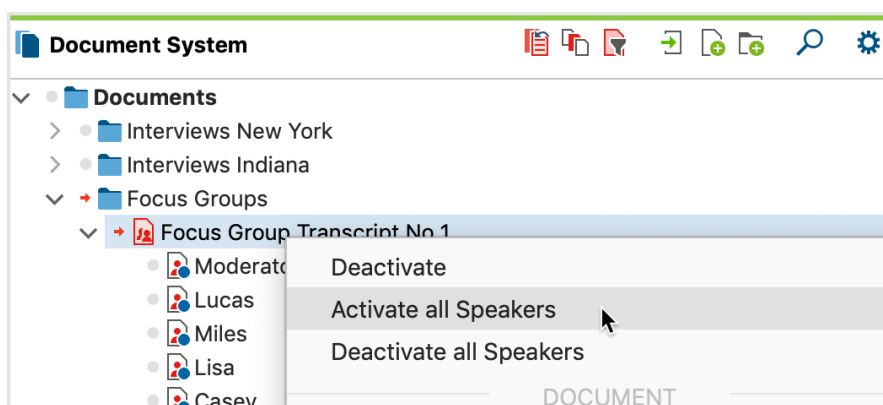 Document System
Documents
Interviews New York
Interviews Indiana
Focus Groups
Focus Group Transcript No.1
Deactivate
Lucas
Activate all Speakers
Miles
Deactivate all Speakers
Lisa
Casey
DOCUMENT